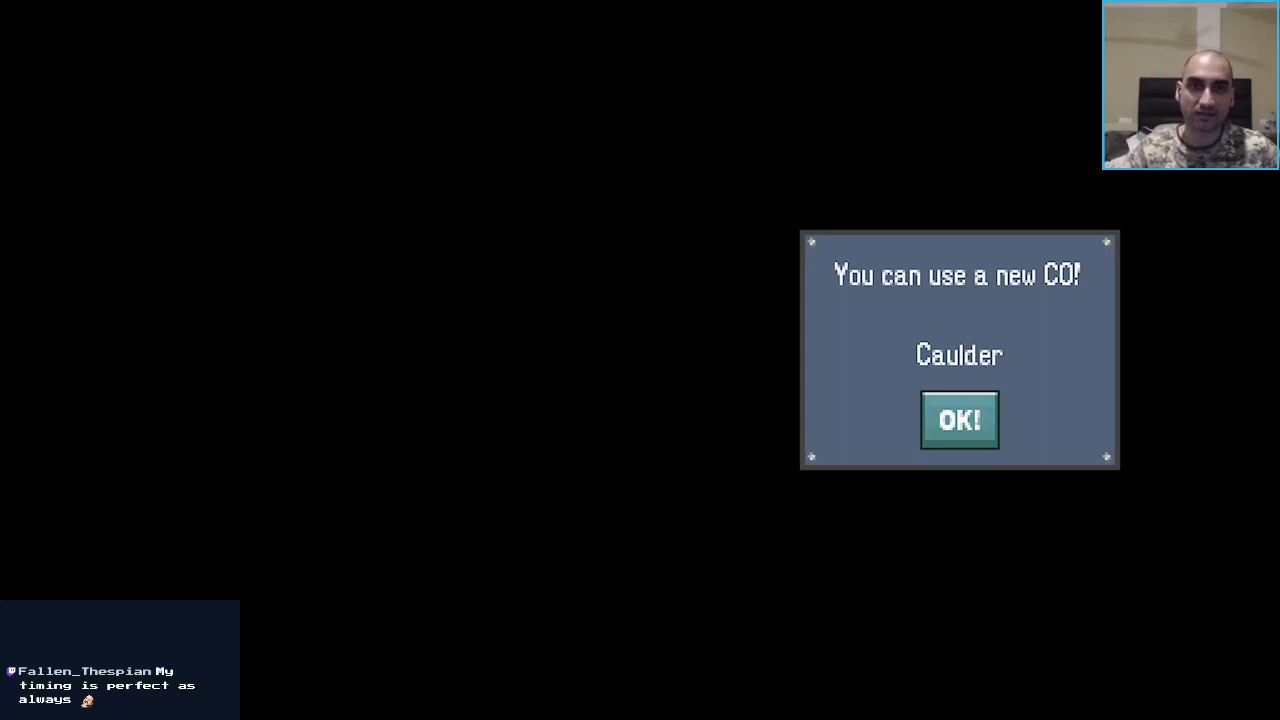 You can use a new CO!
Caulder
OK!
Fallen_Thespian My
timing is perfect as
always